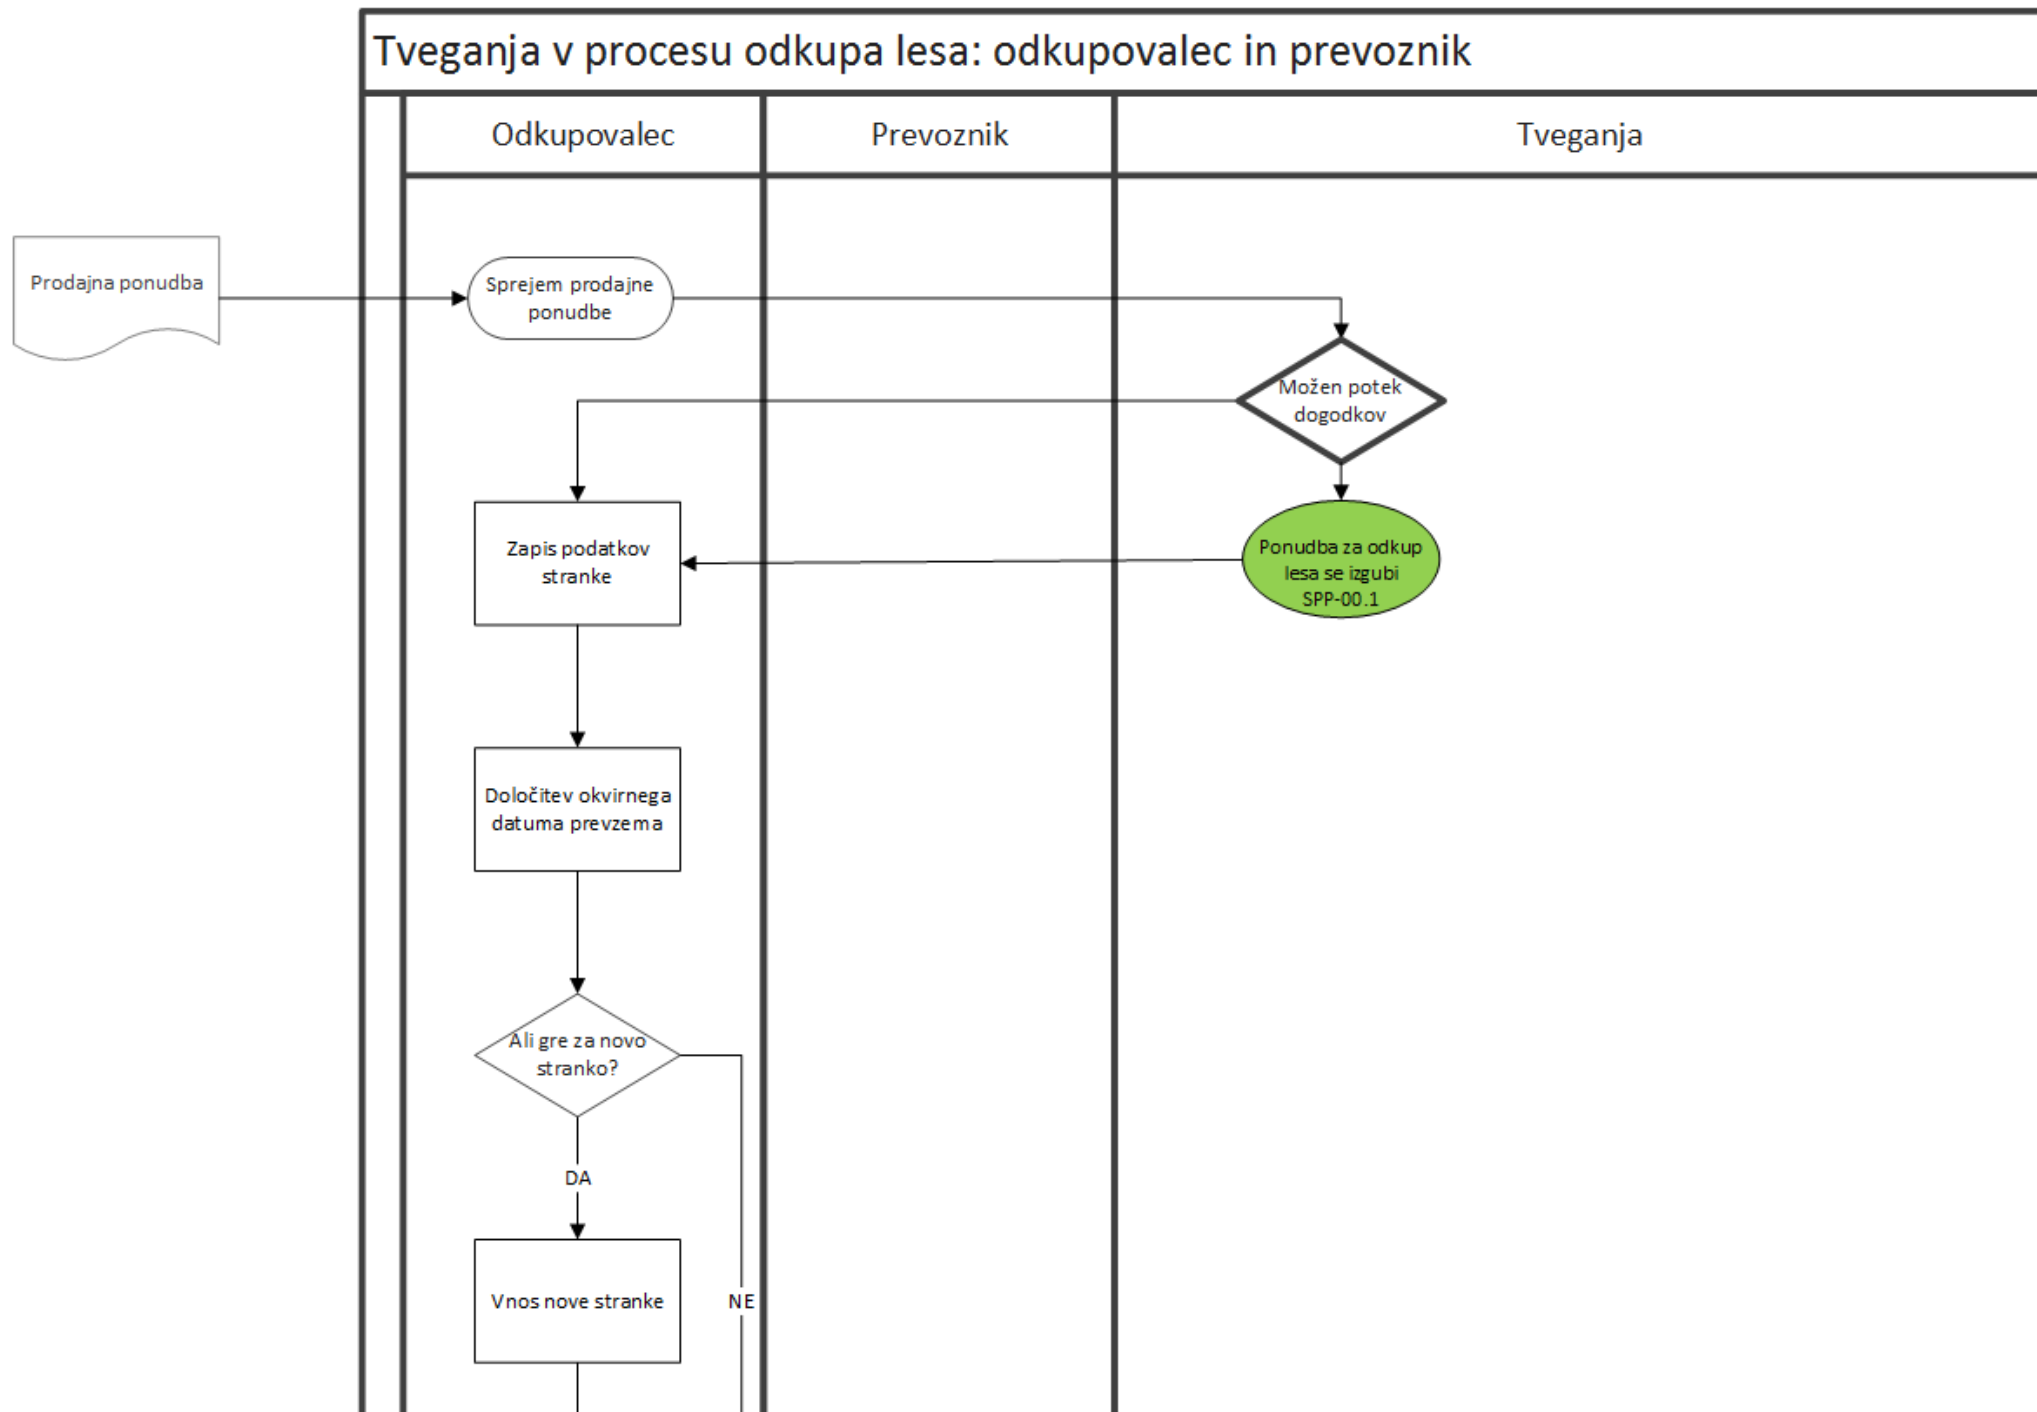 Tveganja v procesu odkupa lesa: odkupovalec in prevoznik
Odkupovalec
Prevoznik
Tveganja
Prodajna ponudba
Sprejem prodajne
ponudbe
Možen potek
dogodkov
Zapis podatkov
stranke
Ponudba za odkup
lesa se izgubi
SPP-00.1
Določitev okvirnega
datuma prevzema
Ali gre za novo
stranko?
DA
Vnos nove stranke
NE